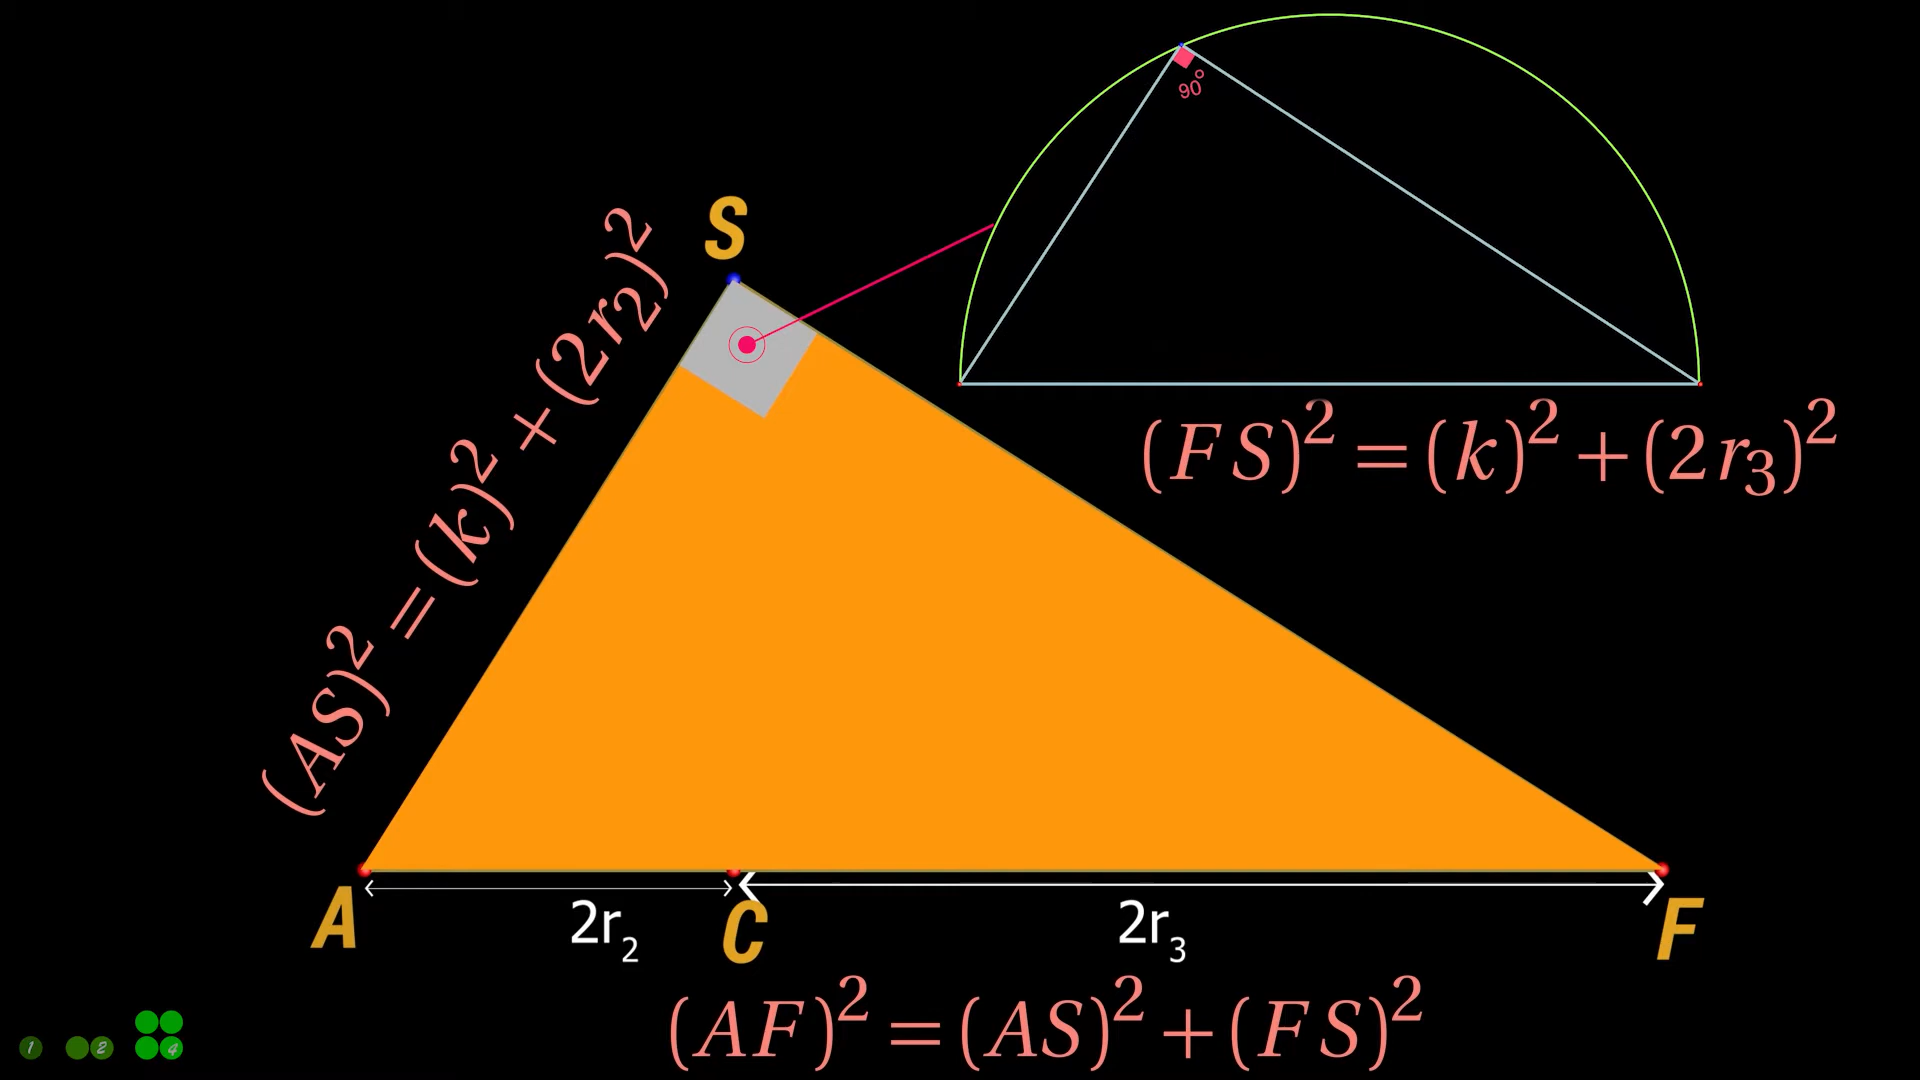 90°
S
(AS)² = (k)² + (2r₂)²
(FS)² = (k)² + (2r₃)²
A
2r₂
C
2r₃
F
(AF)² = (AS)² + (FS)²
1
2
4